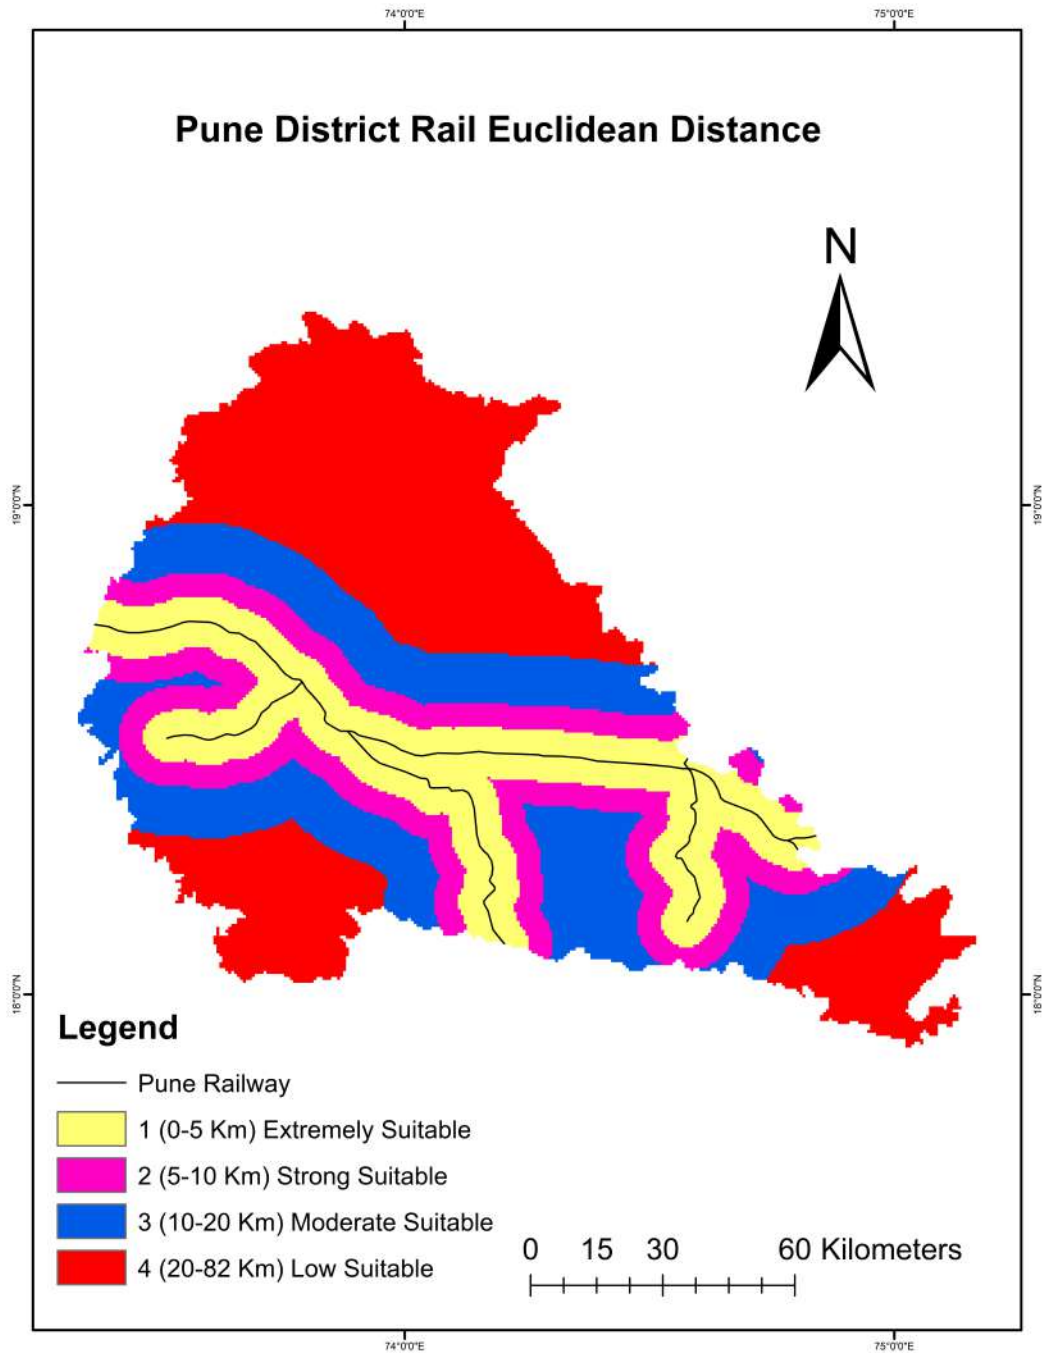 74°0'0"E 75°0'0"E
Pune District Rail Euclidean Distance
N
19°0'0"N 19°0'0"N
18°0'0"N 18°0'0"N
Legend
Pune Railway
1 (0-5 Km) Extremely Suitable
2 (5-10 Km) Strong Suitable
3 (10-20 Km) Moderate Suitable
0 15 30 60 Kilometers
4 (20-82 Km) Low Suitable
74°0'0"E 75°0'0"E